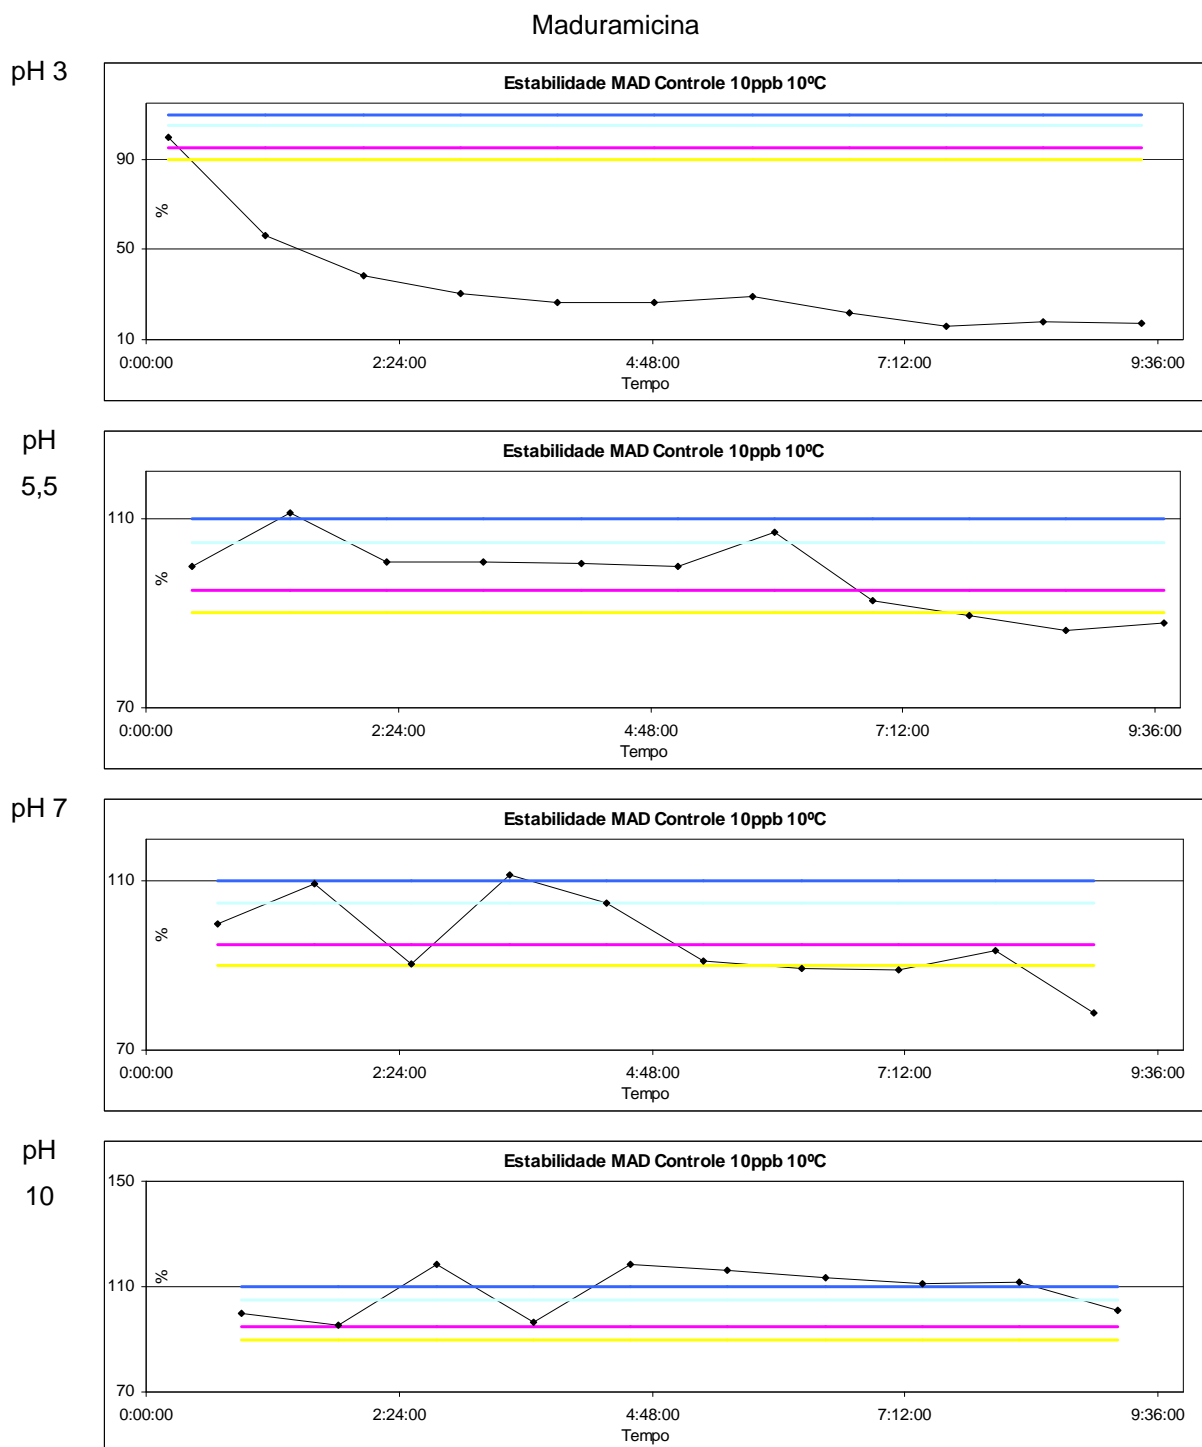 Maduramicina
pH 3
Estabilidade MAD Controle 10ppb 10ºC
90
%
50
10
0:00:00 2:24:00 4:48:00 7:12:00 9:36:00
Tempo
pH
5,5
Estabilidade MAD Controle 10ppb 10ºC
110
%
70
0:00:00 2:24:00 4:48:00 7:12:00 9:36:00
Tempo
pH 7
Estabilidade MAD Controle 10ppb 10ºC
110
%
70
0:00:00 2:24:00 4:48:00 7:12:00 9:36:00
Tempo
pH
10
Estabilidade MAD Controle 10ppb 10ºC
150
110 %
70
0:00:00 2:24:00 4:48:00 7:12:00 9:36:00